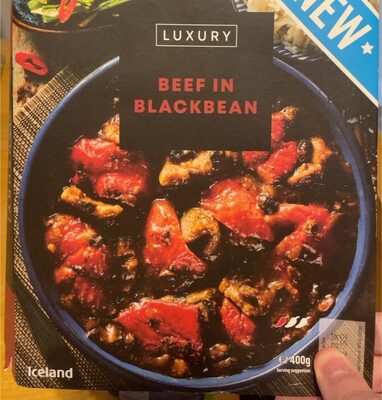 LUXURY
NEW
BEEF IN
BLACKBEAN
℮400g
Serving suggestion
Iceland